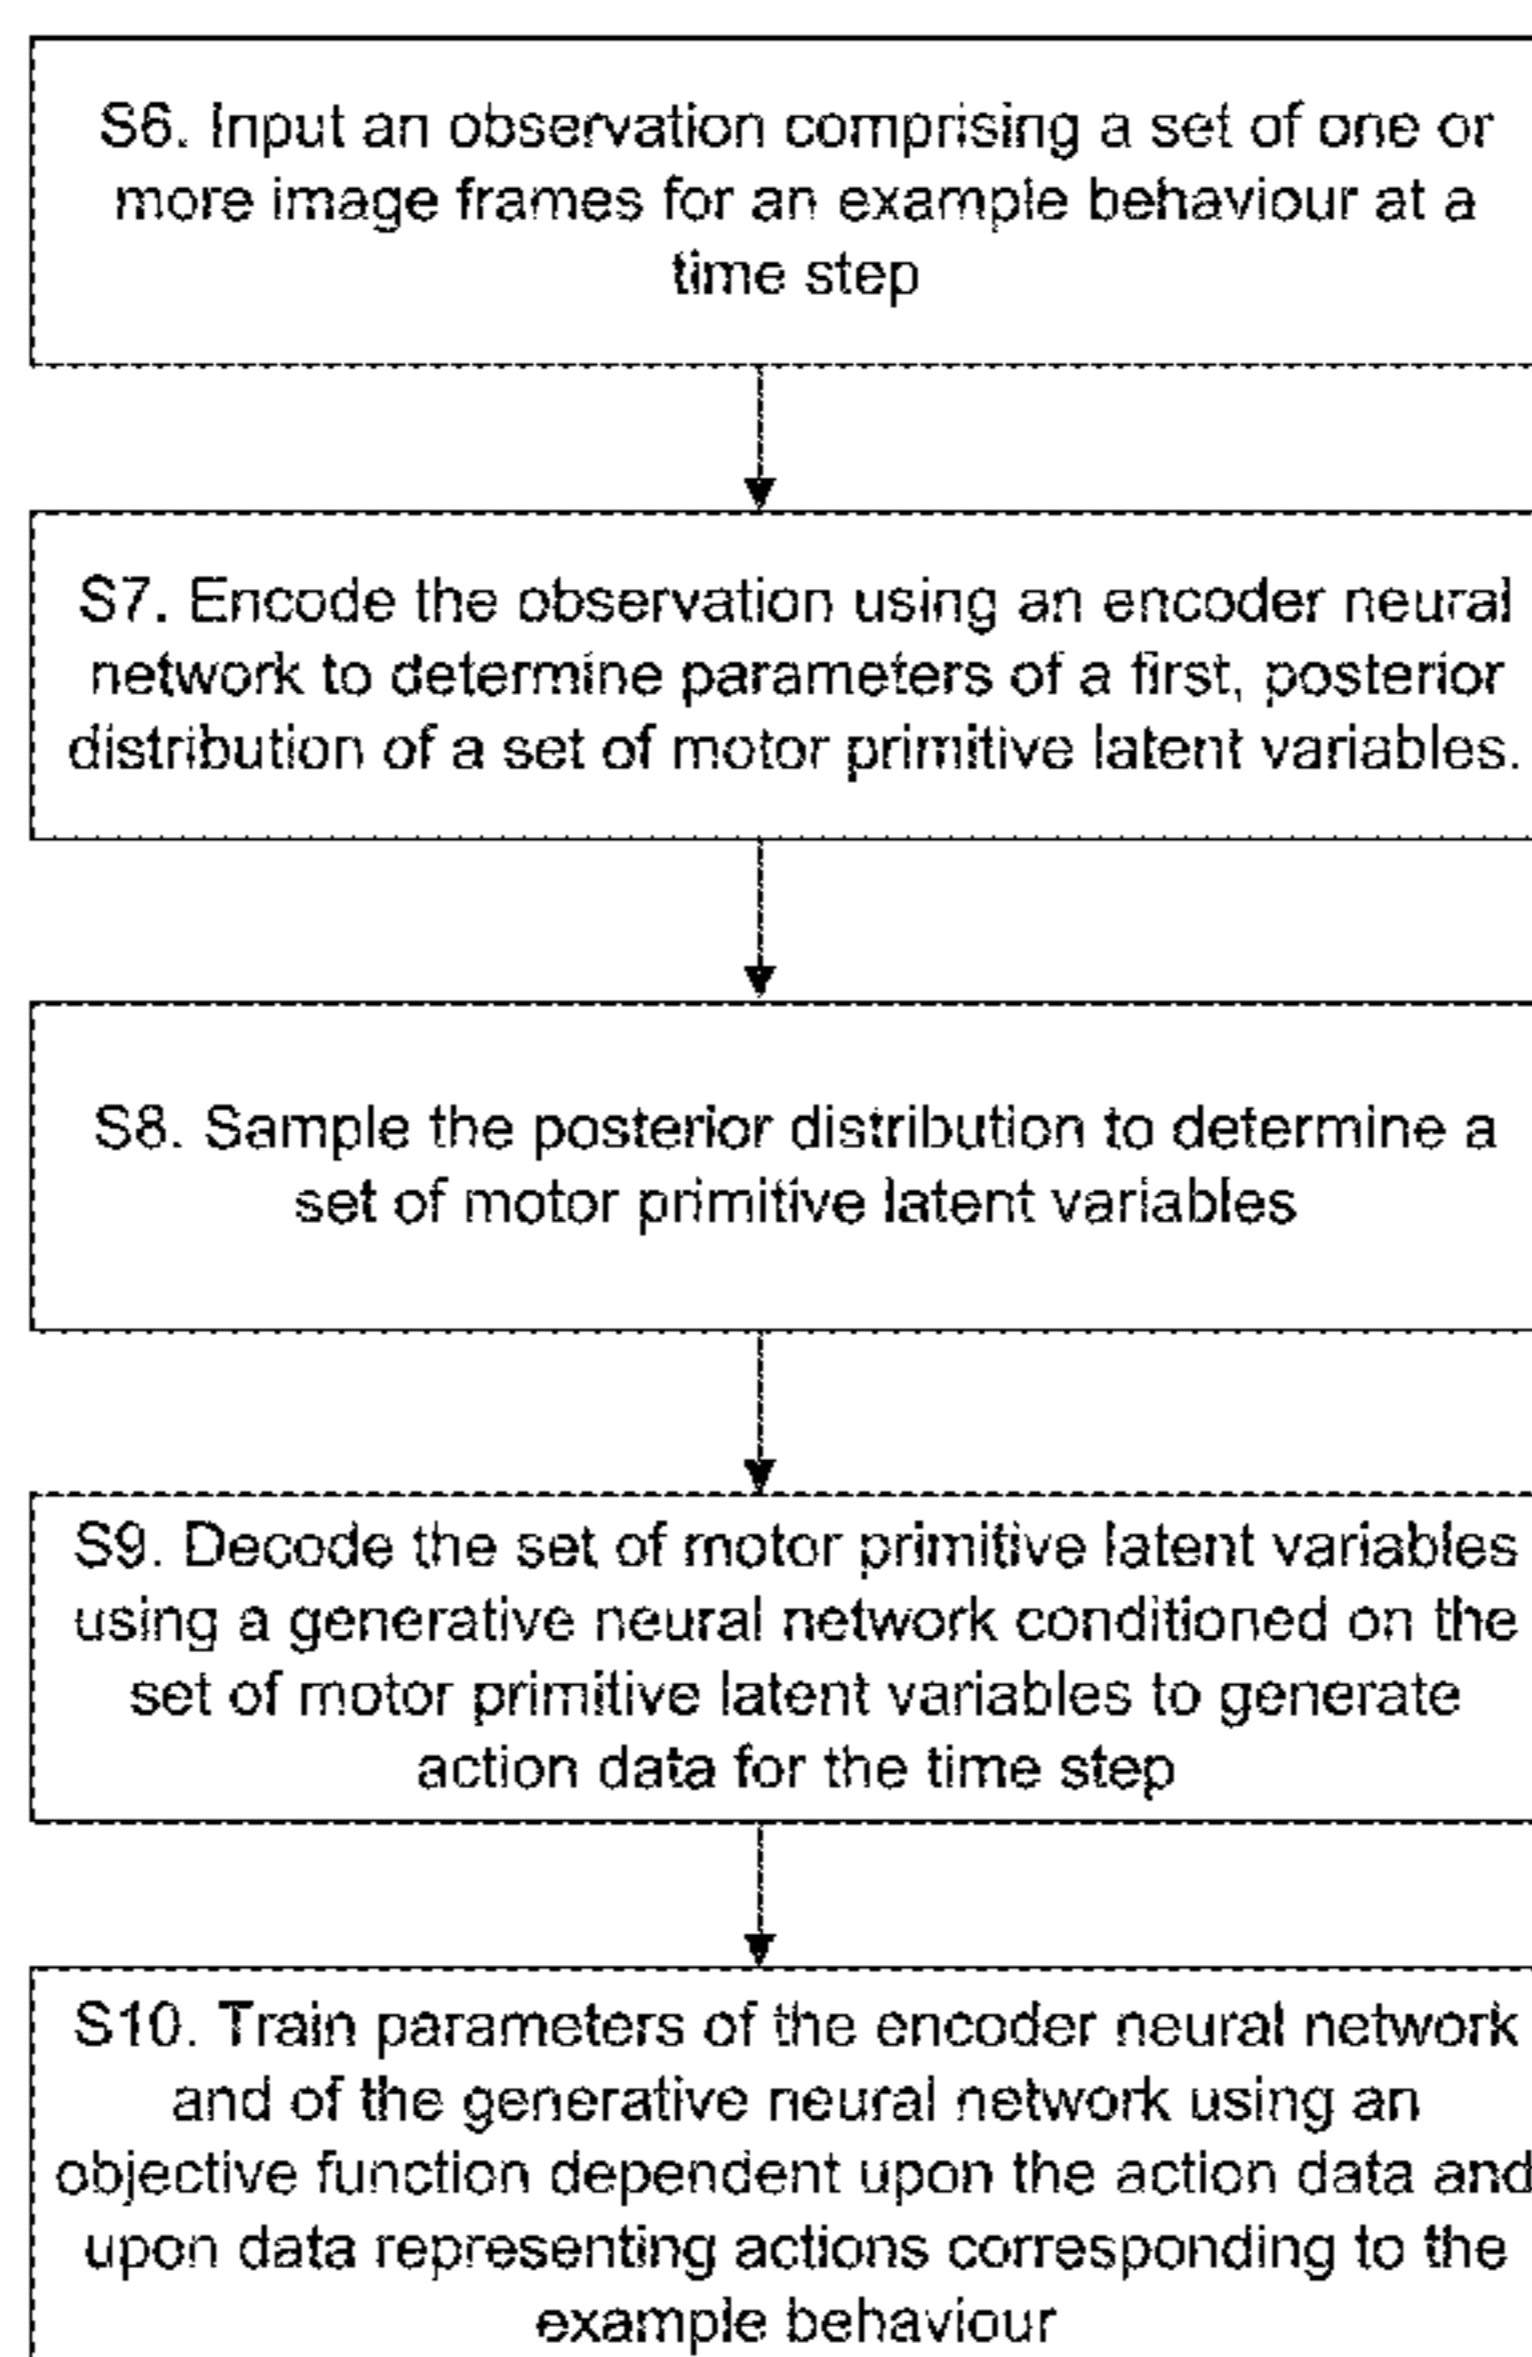 S6. Input an observation comprising a set of one or
more image frames for an example behaviour at a
time step
S7. Encode the observation using an encoder neural
network to determine parameters of a first, posterior
distribution of a set of motor primitive latent variables.
S8. Sample the posterior distribution to determine a
set of motor primitive latent variables
S9. Decode the set of motor primitive latent variables
using a generative neural network conditioned on the
set of motor primitive latent variables to generate
action data for the time step
S10. Train parameters of the encoder neural network
and of the generative neural network using an
objective function dependent upon the action data and
upon data representing actions corresponding to the
example behaviour